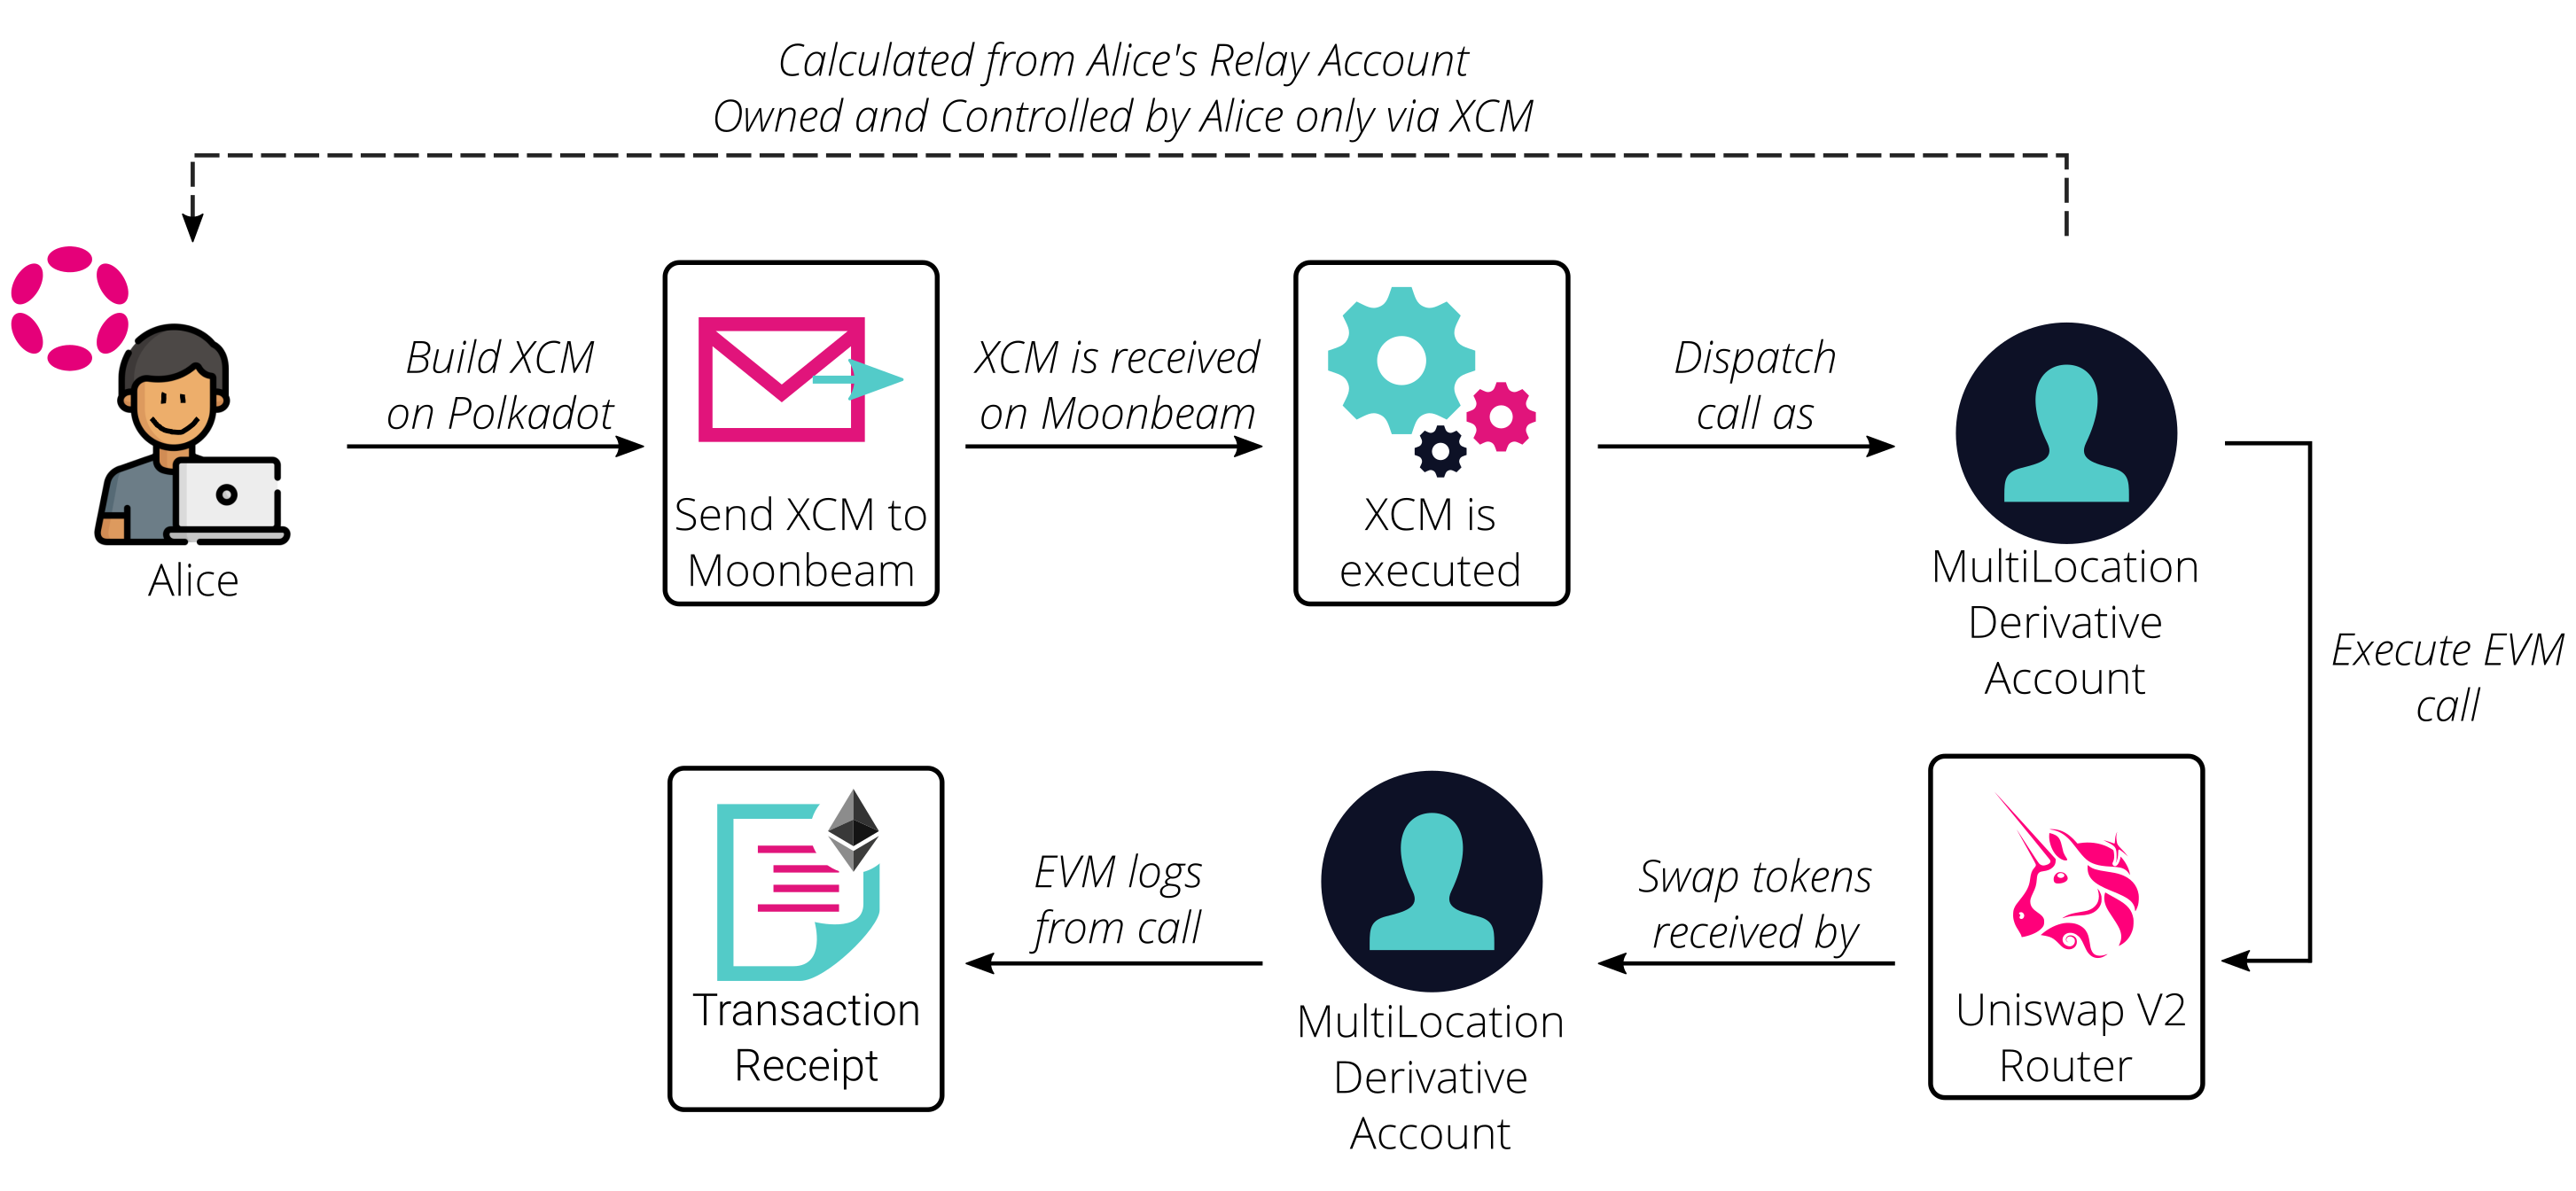 Calculated from Alice's Relay Account
Owned and Controlled by Alice only via XCM
Build XCM
on Polkadot
XCM is received
on Moonbeam
Dispatch
call as
Alice
Send XCM to
Moonbeam
XCM is
executed
MultiLocation
Derivative
Account
Execute EVM
call
Uniswap V2
Router
Swap tokens
received by
MultiLocation
Derivative
Account
EVM logs
from call
Transaction
Receipt